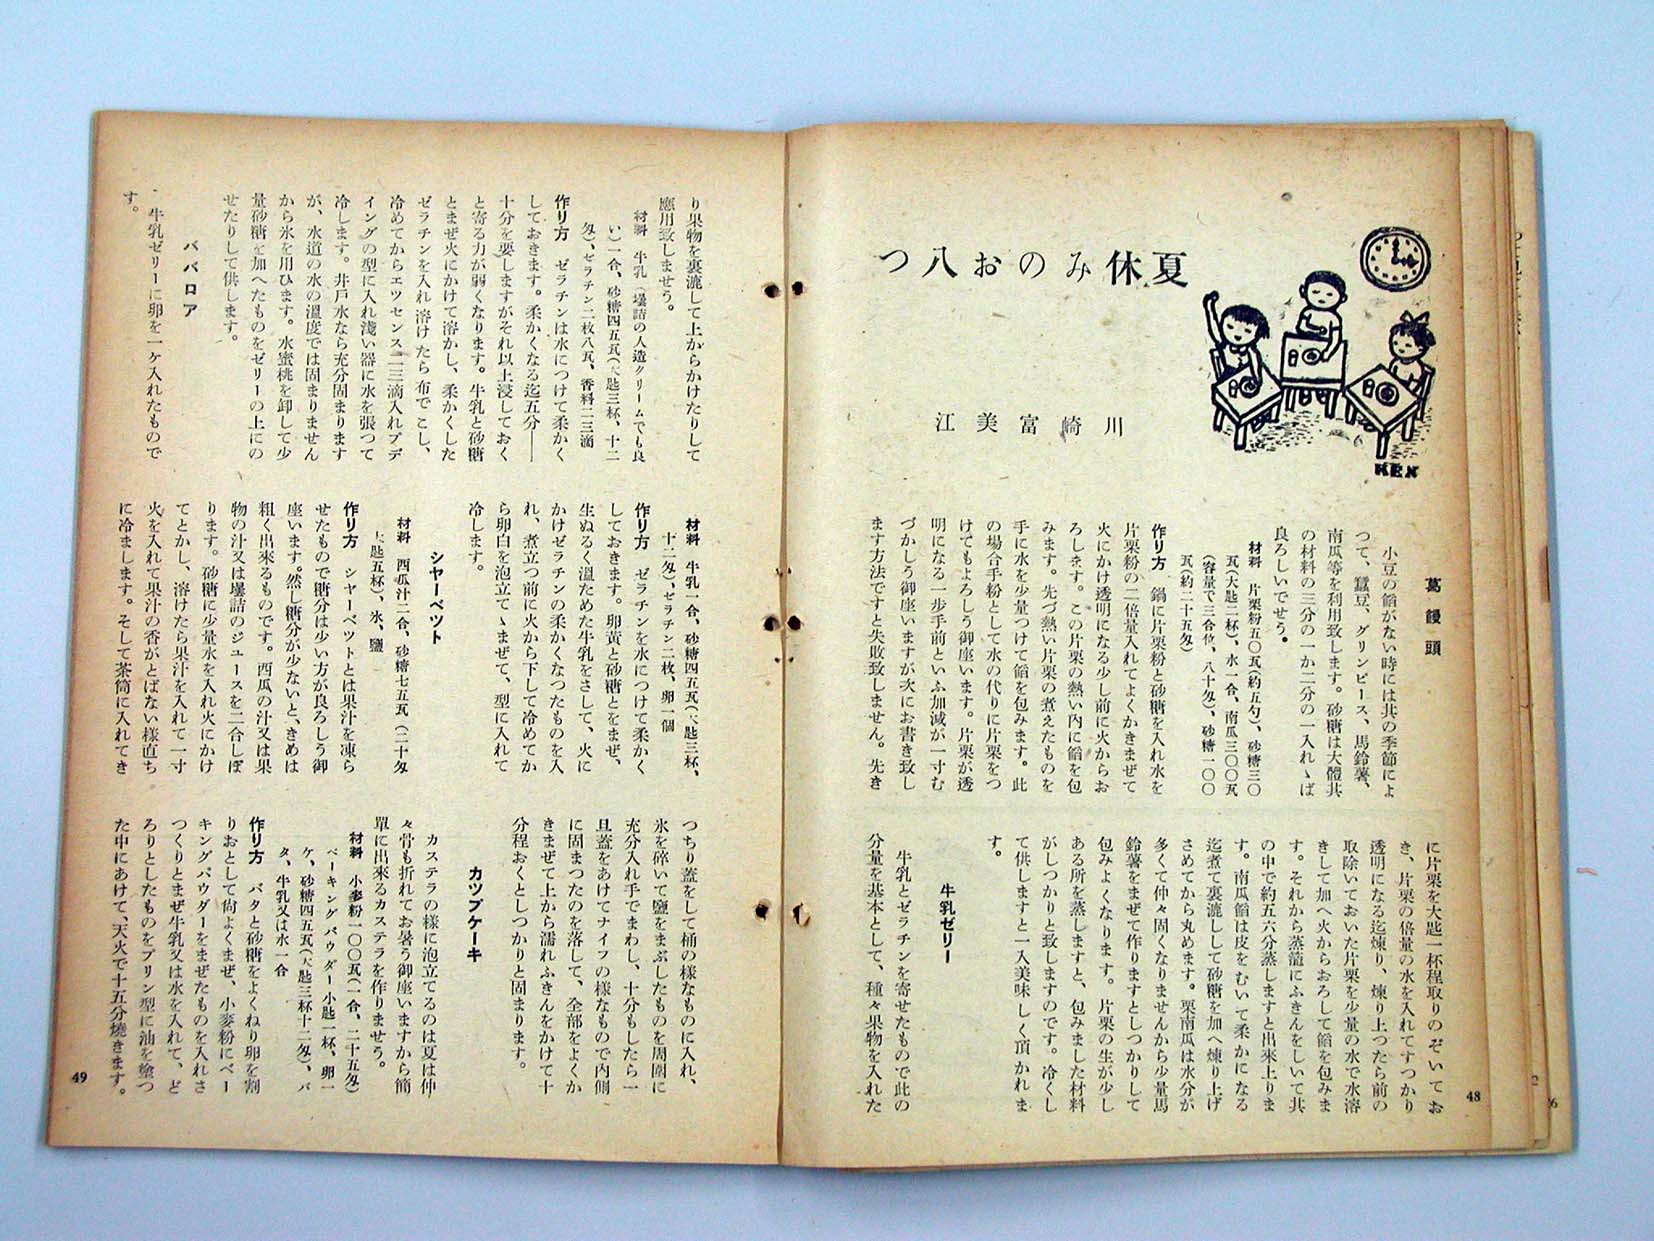 夏休みのお八つ
川崎富美江
KEN
葛饅頭
小豆の餡がない時には其の季節によ
つて、蠶豆、グリンピース、馬鈴薯、
南瓜等を利用致します。砂糖は大體其
の材料の三分の一か二分の一入れゝば
良ろしいでせう。
材料 片栗粉五〇瓦(約五勺)、砂糖三〇
瓦(大匙二杯)、水一合、南瓜三〇〇瓦
(容量で三合位、八十匁)、砂糖一〇〇
瓦(約二十五匁)
作り方 鍋に片栗粉と砂糖を入れ水を
片栗粉の二倍量入れてよくかきまぜて
火にかけ透明になる少し前に火からお
ろします。この片栗の熱い内に餡を包
みます。先づ熱い片栗の煮えたものを
手に水を少量つけて餡を包みます。此
の場合手粉として水の代りに片栗をつ
けてもよろしう御座います。片栗が透
明になる一歩手前といふ加減が一寸む
づかしう御座いますが次にお書き致し
ます方法ですと失敗致しません。先き
に片栗を大匙一杯程取りのぞいてお
き、片栗の倍量の水を入れてすつかり
透明になる迄煉り、煉り上つたら前の
取除いておいた片栗を少量の水で水溶
きして加へ火からおろして餡を包みま
す。それから蒸籠にふきんをしいて共
の中で約五六分蒸しますと出來上りま
す。南瓜餡は皮をむいて柔かになる
迄煮て裏漉しして砂糖を加へ煉り上げ
さめてから丸めます。栗南瓜は水分が
多くて仲々固くなりませんから少量馬
鈴薯をまぜて作りますとしつかりして
包みよくなります。片栗の生が少し
ある所を蒸しますと、包みました材料
がしつかりと致しますのです。冷くし
て供しますと一入美味しく頂かれま
す。
牛乳ゼリー
牛乳とゼラチンを寄せたもので此の
分量を基本として、種々果物を入れた
48
り果物を裏漉して上からかけたりして
應用致しませう。
材料 牛乳(壜詰の人造クリームでも良
い)一合、砂糖四五瓦(大匙三杯、十二
匁)、ゼラチン二枚八瓦、香料二三滴
作り方 ゼラチンは水につけて柔かく
しておきます。柔かくなる迄五分―
十分を要しますがそれ以上浸しておく
と寄る力が弱くなります。牛乳と砂糖
とまぜ火にかけて溶かし、柔かくした
ゼラチンを入れ溶けたら布でこし、
冷めてからエツセンス二三滴入れプデ
イングの型に入れ淺い器に水を張つて
冷します。井戶水なら充分固まります
が、水道の水の溫度では固まりません
から氷を用ひます。水蜜桃を卸して少
量砂糖を加へたものをゼリーの上にの
せたりして供します。
ババロア
牛乳ゼリーに卵を一ケ入れたもので
す。
材料 牛乳一合、砂糖四五瓦(大匙三杯、
十二匁)、ゼラチン二枚、卵一個
作り方 ゼラチンを水につけて柔かく
しておきます。卵黃と砂糖とをまぜ、
生ぬるく溫ためた牛乳をさして、火に
かけゼラチンの柔かくなつたものを入
れ、煮立つ前に火から下して冷めてか
ら卵白を泡立てゝまぜて、型に入れて
冷します。
シヤーベツト
材料 西瓜汁二合、砂糖七五瓦(二十匁
大匙五杯)、氷、鹽
作り方 シヤーベツトとは果汁を凍ら
せたもので糖分は少い方が良ろしう御
座います。然し糖分が少ないと、きめは
粗く出來るものです。西瓜の汁又は果
物の汁又は壜詰のジユースを二合しぼ
ります。砂糖に少量水を入れ火にかけ
てとかし、溶けたら果汁を入れて一寸
火を入れて果汁の香がとばない樣直ち
に冷まします。そして茶筒に入れてき
つちり蓋をして桶の樣なものに入れ、
氷を碎いて鹽をまぶしたものを周圍に
充分入れ手でまわし、十分もしたら一
旦蓋をあけてナイフの樣なもので內側
に固まつたのを落して、全部をよくか
きまぜて上から濡れふきんをかけて十
分程おくとしつかりと固まります。
カツプケーキ
カステラの樣に泡立てるのは夏は仲
々骨も折れてお暑う御座いますから簡
單に出來るカステラを作りませう。
材料 小麥粉一〇〇瓦(一合、二十五匁)
ベーキングパウダー小匙一杯、卵一
ケ、砂糖四五瓦(大匙三杯十二匁)、バ
タ、牛乳又は水一合
作り方 バタと砂糖をよくねり卵を割
りおとして尙よくまぜ、小麥粉にベー
キングパウダーをまぜたものを入れさ
つくりとまぜ牛乳又は水を入れて、ど
ろりとしたものをプリン型に油を塗つ
た中にあけて、天火で十五分燒きます。
49